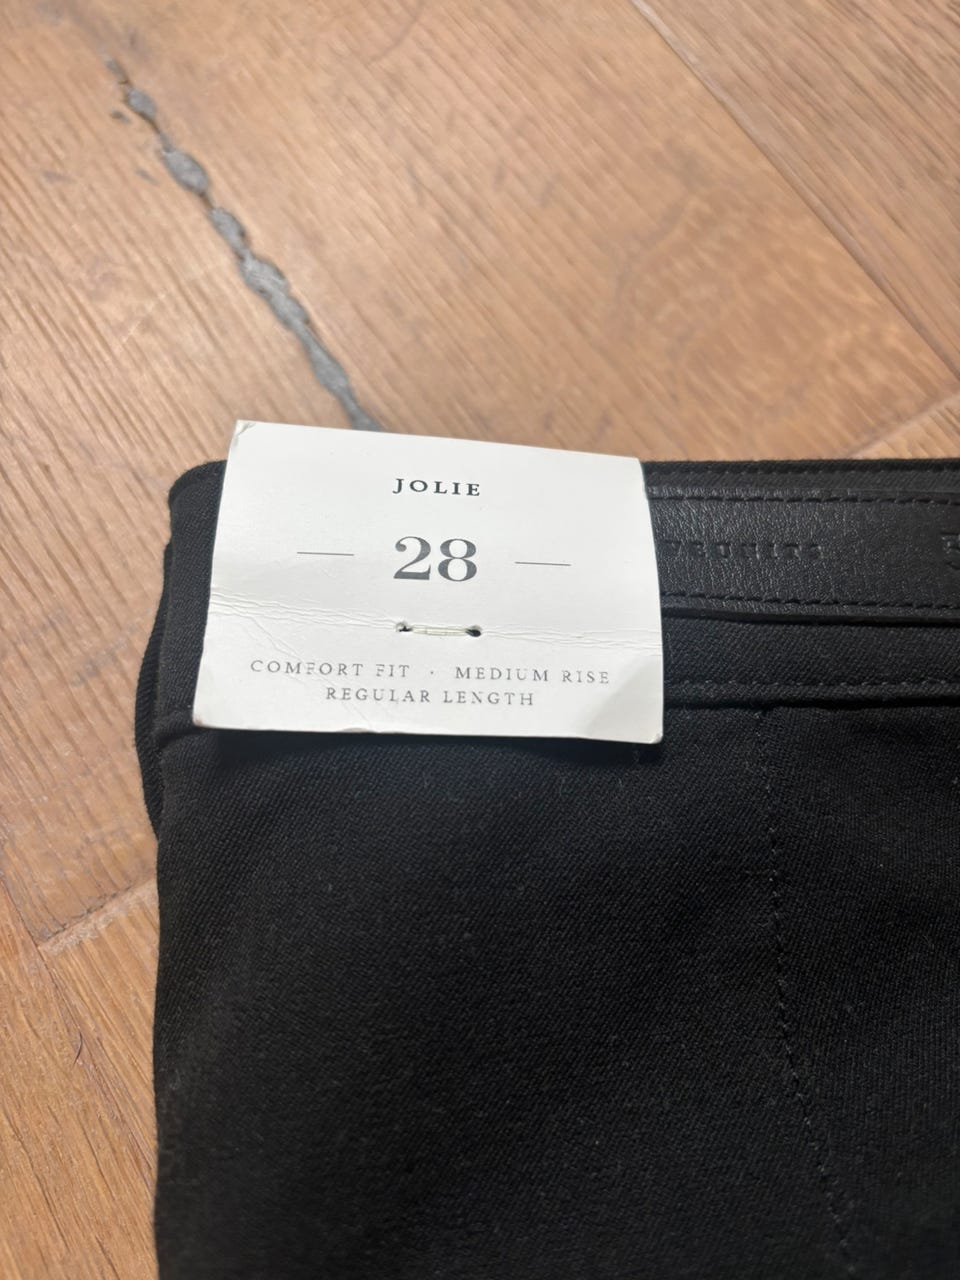 JOLIE
28
COMFORT FIT · MEDIUM RISE
REGULAR LENGTH